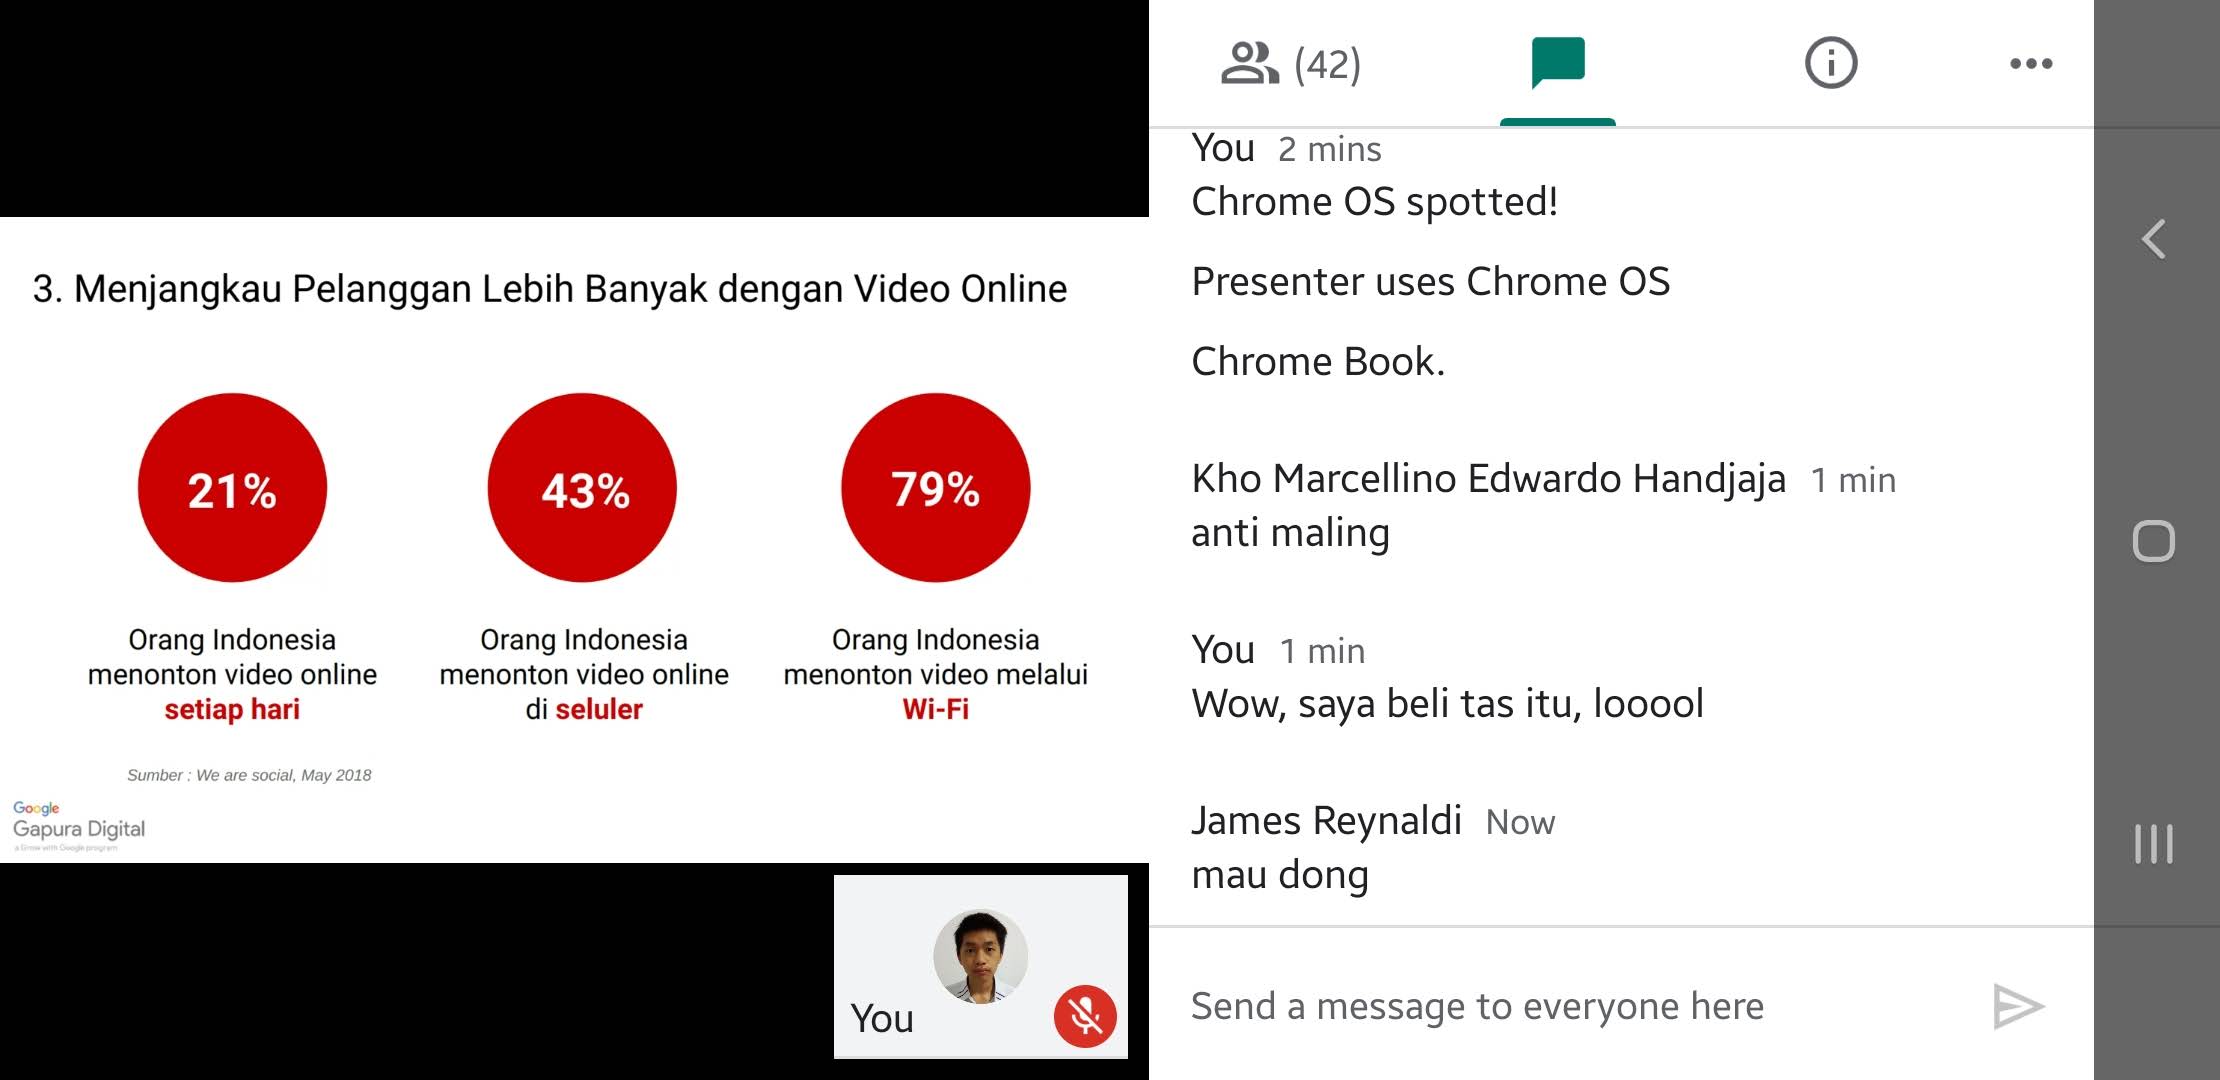 3. Menjangkau Pelanggan Lebih Banyak dengan Video Online
21%
43%
79%
Orang Indonesia
menonton video online
setiap hari
Orang Indonesia
menonton video online
di seluler
Orang Indonesia
menonton video melalui
Wi-Fi
Sumber : We are social, May 2018
Google
Gapura Digital
a Grow with Google program
You
(42)
You 2 mins
Chrome OS spotted!
Presenter uses Chrome OS
Chrome Book.
Kho Marcellino Edwardo Handjaja 1 min
anti maling
You 1 min
Wow, saya beli tas itu, looool
James Reynaldi Now
mau dong
Send a message to everyone here